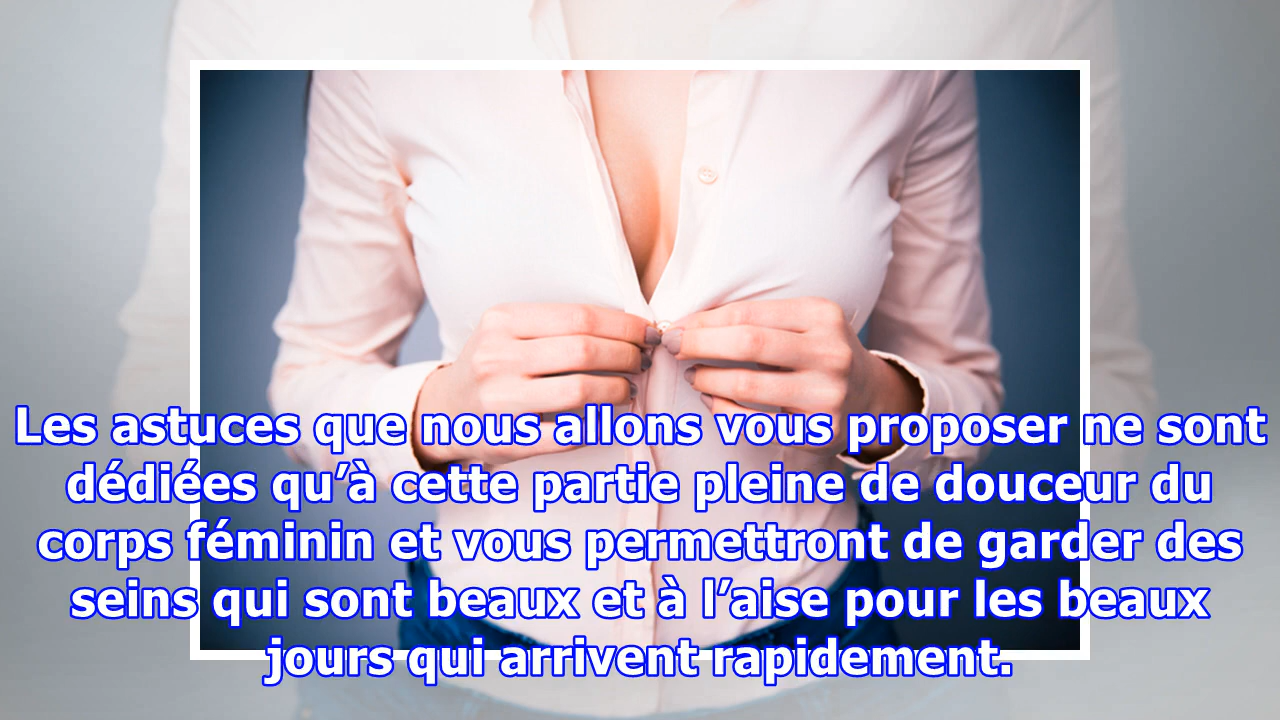 Les astuces que nous allons vous proposer ne sont
dédiées qu’à cette partie pleine de douceur du
corps féminin et vous permettront de garder des
seins qui sont beaux et à l’aise pour les beaux
jours qui arrivent rapidement.